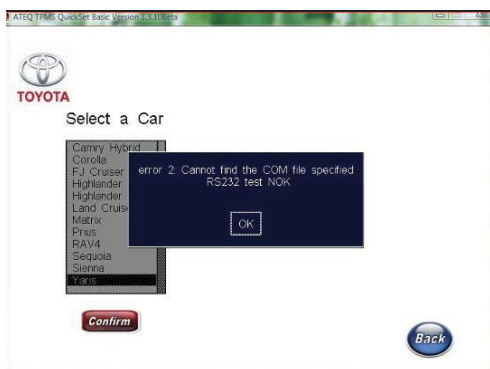 ATEQ TPMS QuickSet Basic Version 1.3.108eta
TOYOTA
Select a Car
Camry Hybrid
Corolla
FJ Cruiser
Highlander
Highlander
Land Cruis
Matrix
Prius
RAV4
Sequoia
Sienna
Yaris
error 2: Cannot find the COM file specified
RS232 test NOK
OK
Confirm
Back